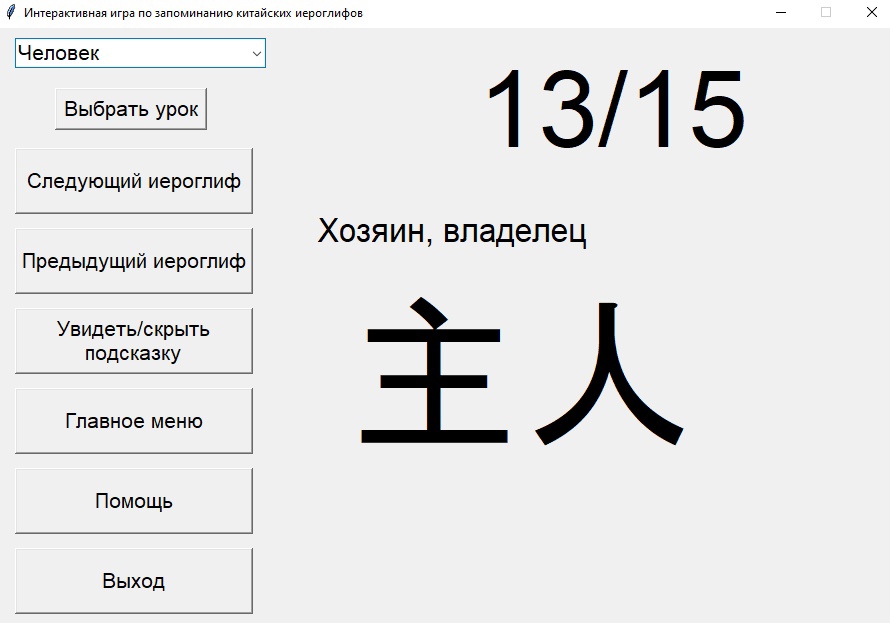 Интерактивная игра по запоминанию китайских иероглифов
Человек
Выбрать урок
Следующий иероглиф
Предыдущий иероглиф
Увидеть/скрыть
подсказку
Главное меню
Помощь
Выход
13/15
Хозяин, владелец
主人